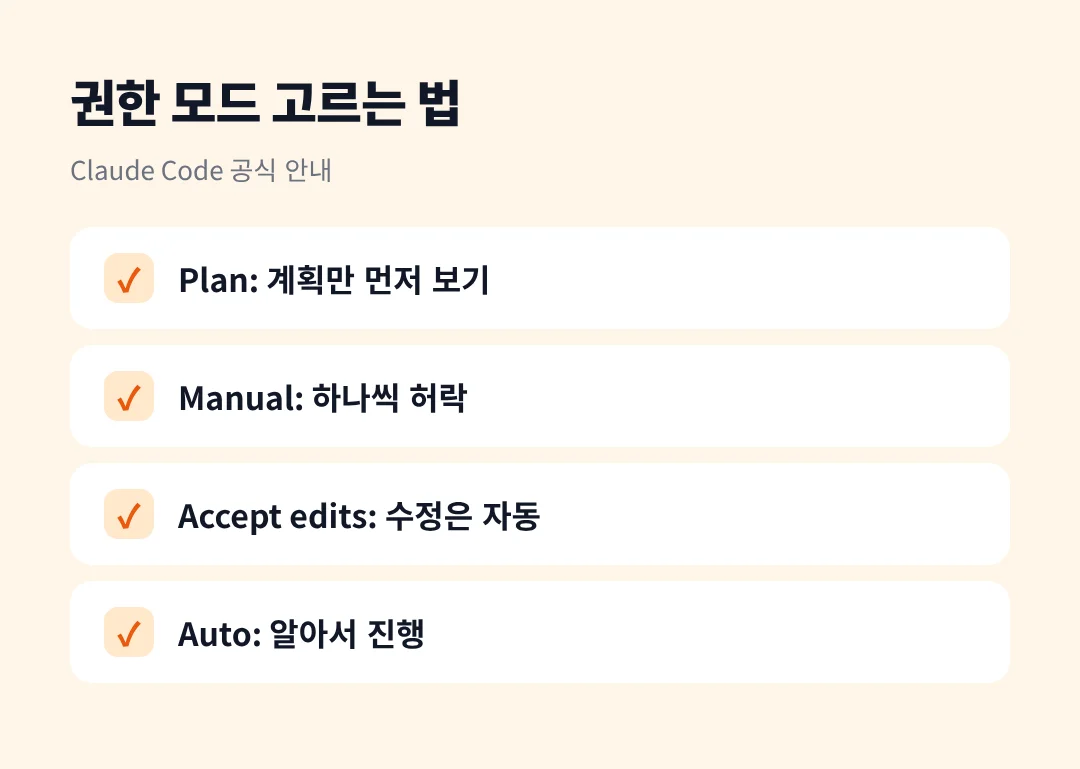 권한 모드 고르는 법
Claude Code 공식 안내
✓ Plan: 계획만 먼저 보기
✓ Manual: 하나씩 허락
✓ Accept edits: 수정은 자동
✓ Auto: 알아서 진행